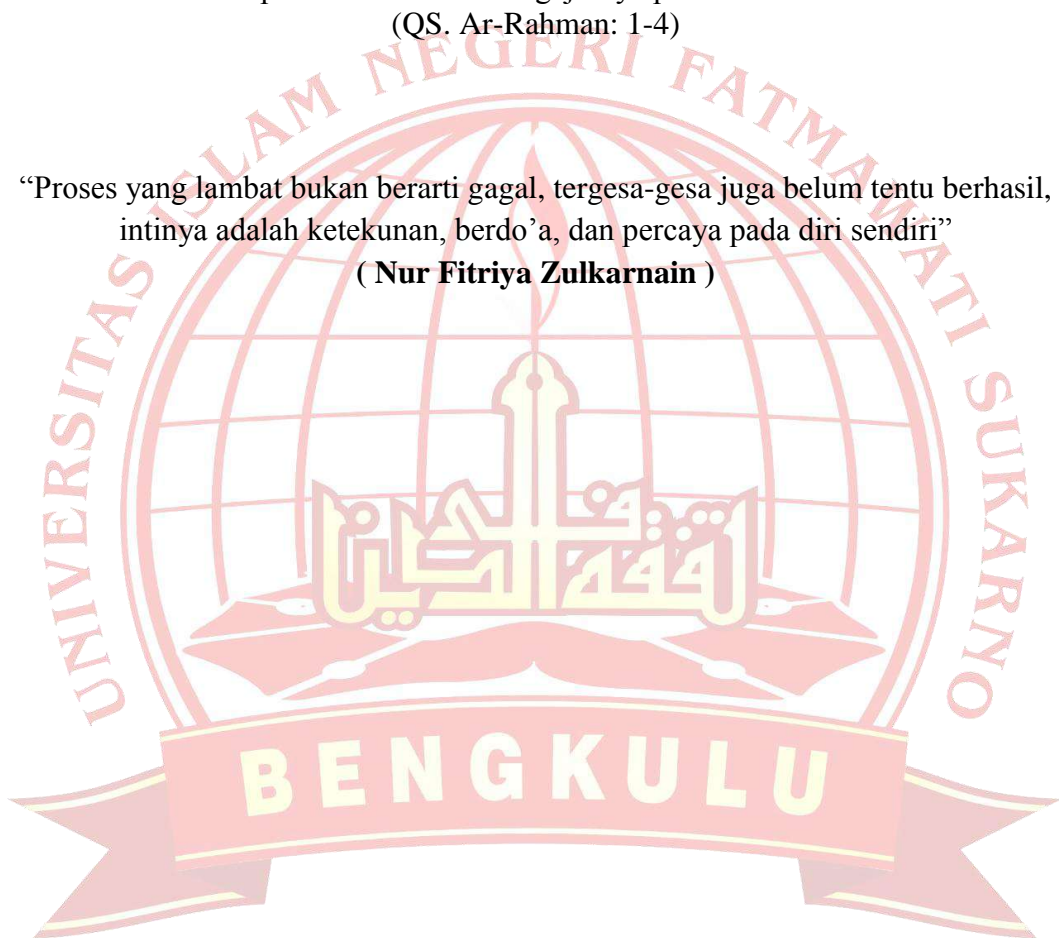 (QS. Ar-Rahman: 1-4)
“Proses yang lambat bukan berarti gagal, tergesa-gesa juga belum tentu berhasil,
intinya adalah ketekunan, berdo’a, dan percaya pada diri sendiri”
( Nur Fitriya Zulkarnain )
UNIVERSITAS ISLAM NEGERI FATMAWATI SUKARNO
BENGKULU